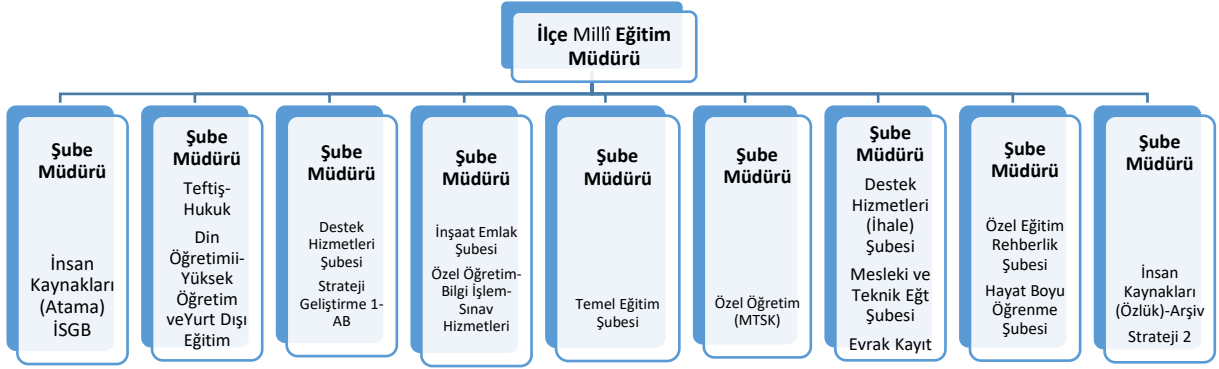 İlçe Millî Eğitim
Müdürü
Şube
Müdürü
İnsan
Kaynakları
(Atama)
İSGB
Şube
Müdürü
Teftiş-
Hukuk
Din
Öğretimii-
Yüksek
Öğretim
veYurt Dışı
Eğitim
Şube
Müdürü
Destek
Hizmetleri
Şubesi
Strateji
Geliştirme 1-
AB
Şube
Müdürü
İnşaat Emlak
Şubesi
Özel Öğretim-
Bilgi İşlem-
Sınav
Hizmetleri
Şube
Müdürü
Temel Eğitim
Şubesi
Şube
Müdürü
Özel Öğretim
(MTSK)
Şube
Müdürü
Destek
Hizmetleri
(İhale)
Şubesi
Mesleki ve
Teknik Eğt
Şubesi
Evrak Kayıt
Şube
Müdürü
Özel Eğitim
Rehberlik
Şubesi
Hayat Boyu
Öğrenme
Şubesi
Şube
Müdürü
İnsan
Kaynakları
(Özlük)-Arşiv
Strateji 2